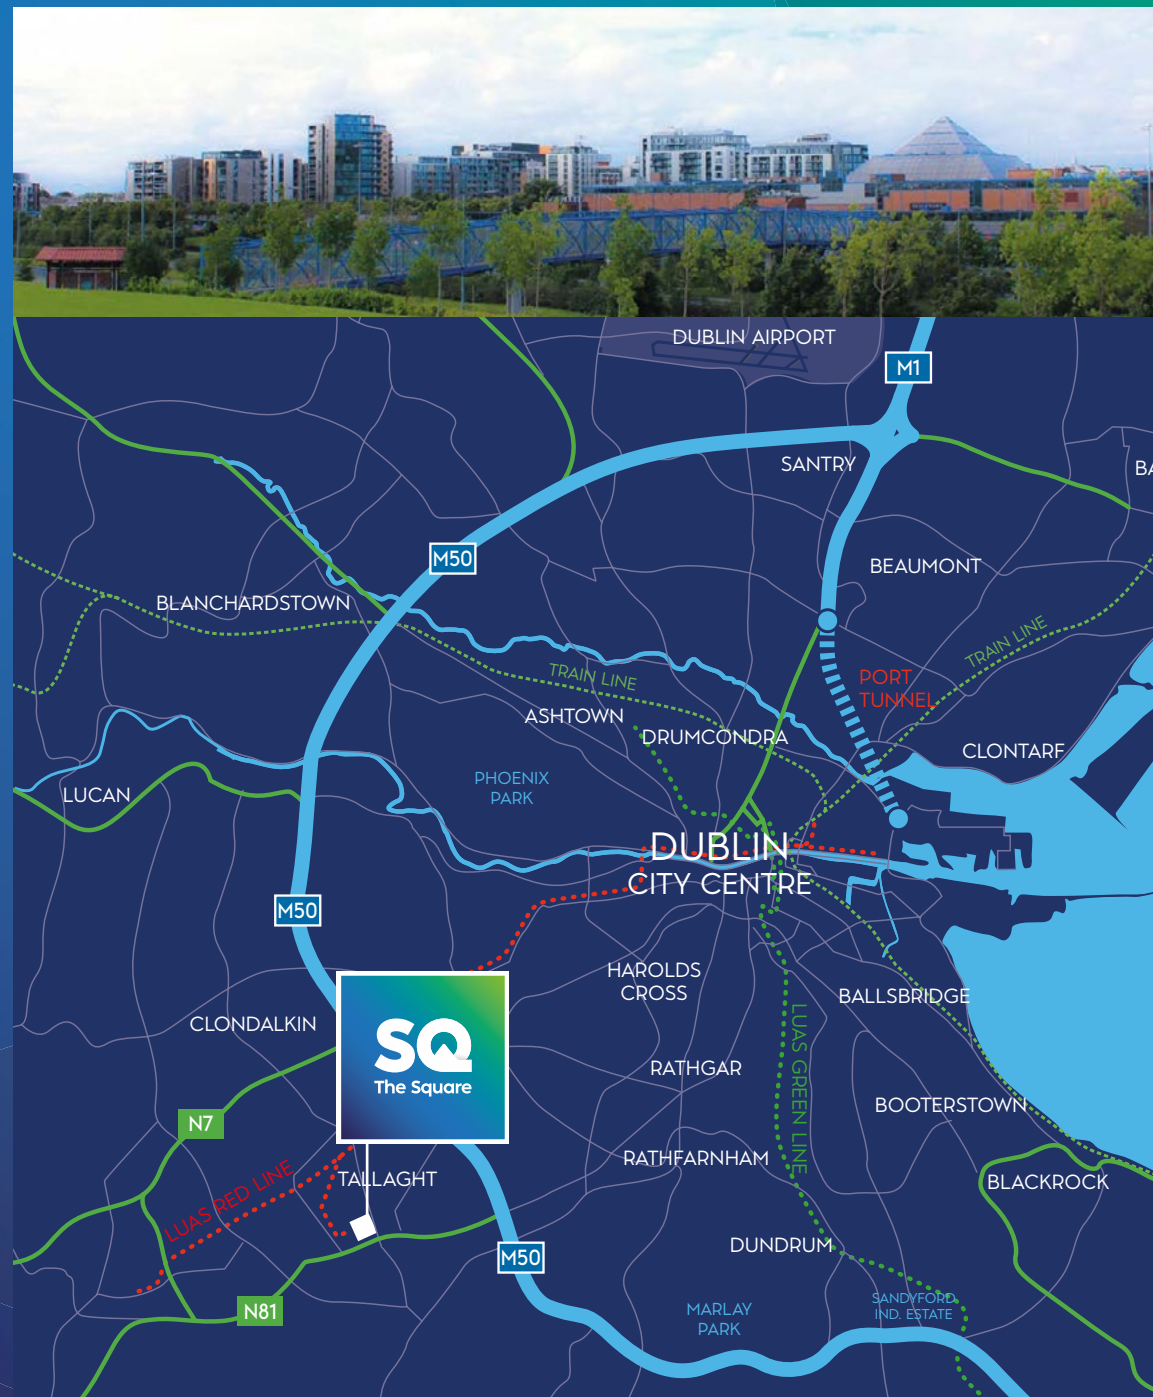 DUBLIN AIRPORT
M1
SANTRY
BA
M50
BEAUMONT
BLANCHARDSTOWN
TRAIN LINE
TRAIN LINE
PORT
TUNNEL
ASHTOWN
DRUMCONDRA
CLONTARF
PHOENIX
PARK
LUCAN
DUBLIN
CITY CENTRE
M50
HAROLDS
CROSS
BALLSBRIDGE
CLONDALKIN
SQ
The Square
LUAS GREEN LINE
RATHGAR
BOOTERSTOWN
N7
RATHFARNHAM
TALLAGHT
BLACKROCK
LUAS RED LINE
DUNDRUM
M50
SANDYFORD
IND. ESTATE
N81
MARLAY
PARK